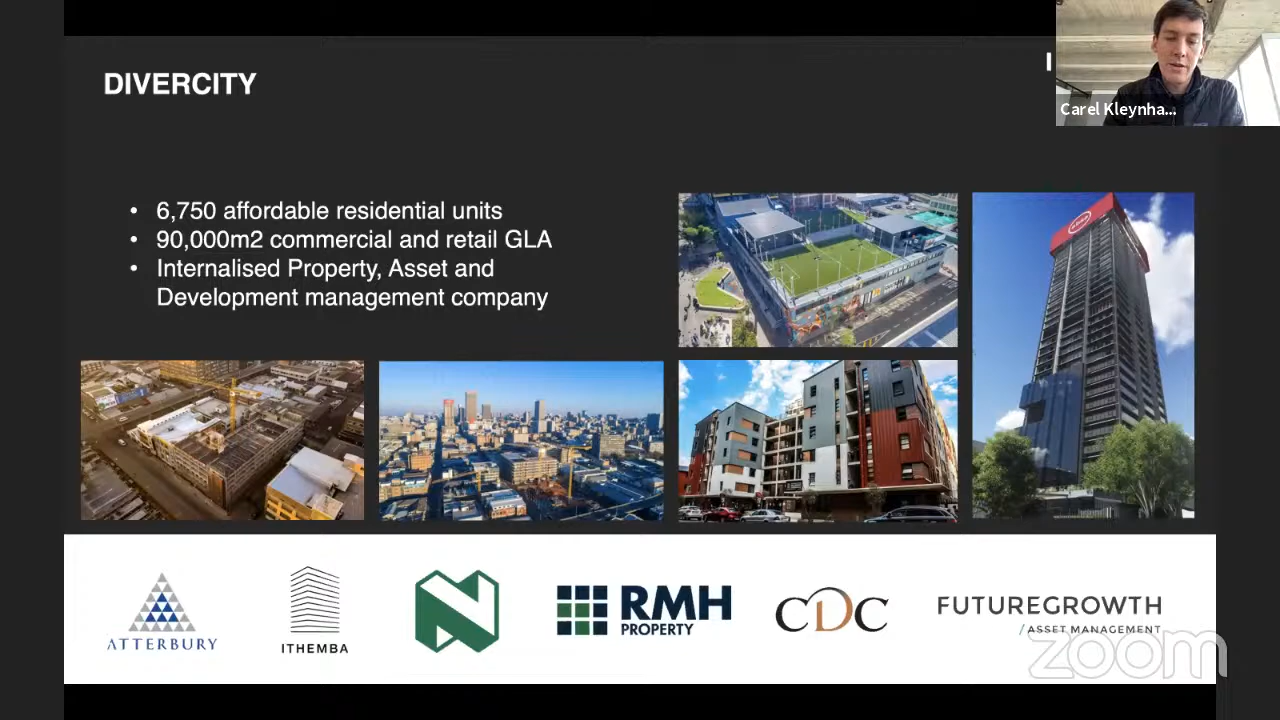 DIVERCITY
I
Carel Kleynha...
• 6,750 affordable residential units
• 90,000m2 commercial and retail GLA
• Internalised Property, Asset and
Development management company
ATTERBURY
ITHEMBA
RMH
PROPERTY
CDC
FUTUREGROWTH
/ ASSET MANAGEMENT
zoom